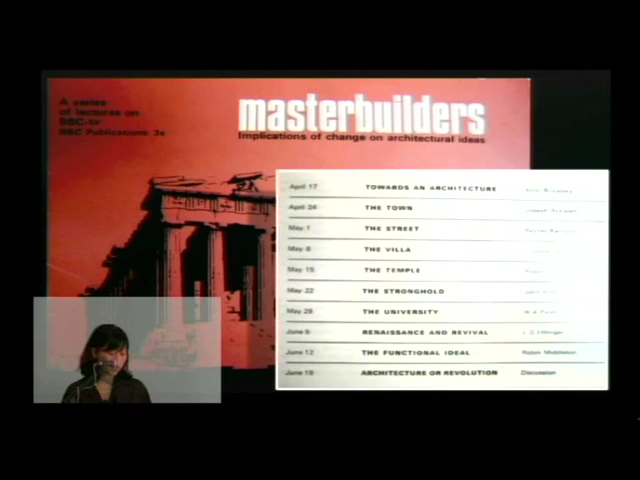 A series
of lectures on
BBC-tv
BBC Publications 3s
masterbuilders
Implications of change on architectural ideas
April 17 TOWARDS AN ARCHITECTURE
April 24 THE TOWN
May 1 THE STREET
May 8 THE VILLA
May 15 THE TEMPLE
May 22 THE STRONGHOLD
May 29 THE UNIVERSITY
June 5 RENAISSANCE AND REVIVAL
June 12 THE FUNCTIONAL IDEAL Robin Middleton
June 19 ARCHITECTURE OR REVOLUTION Discussion